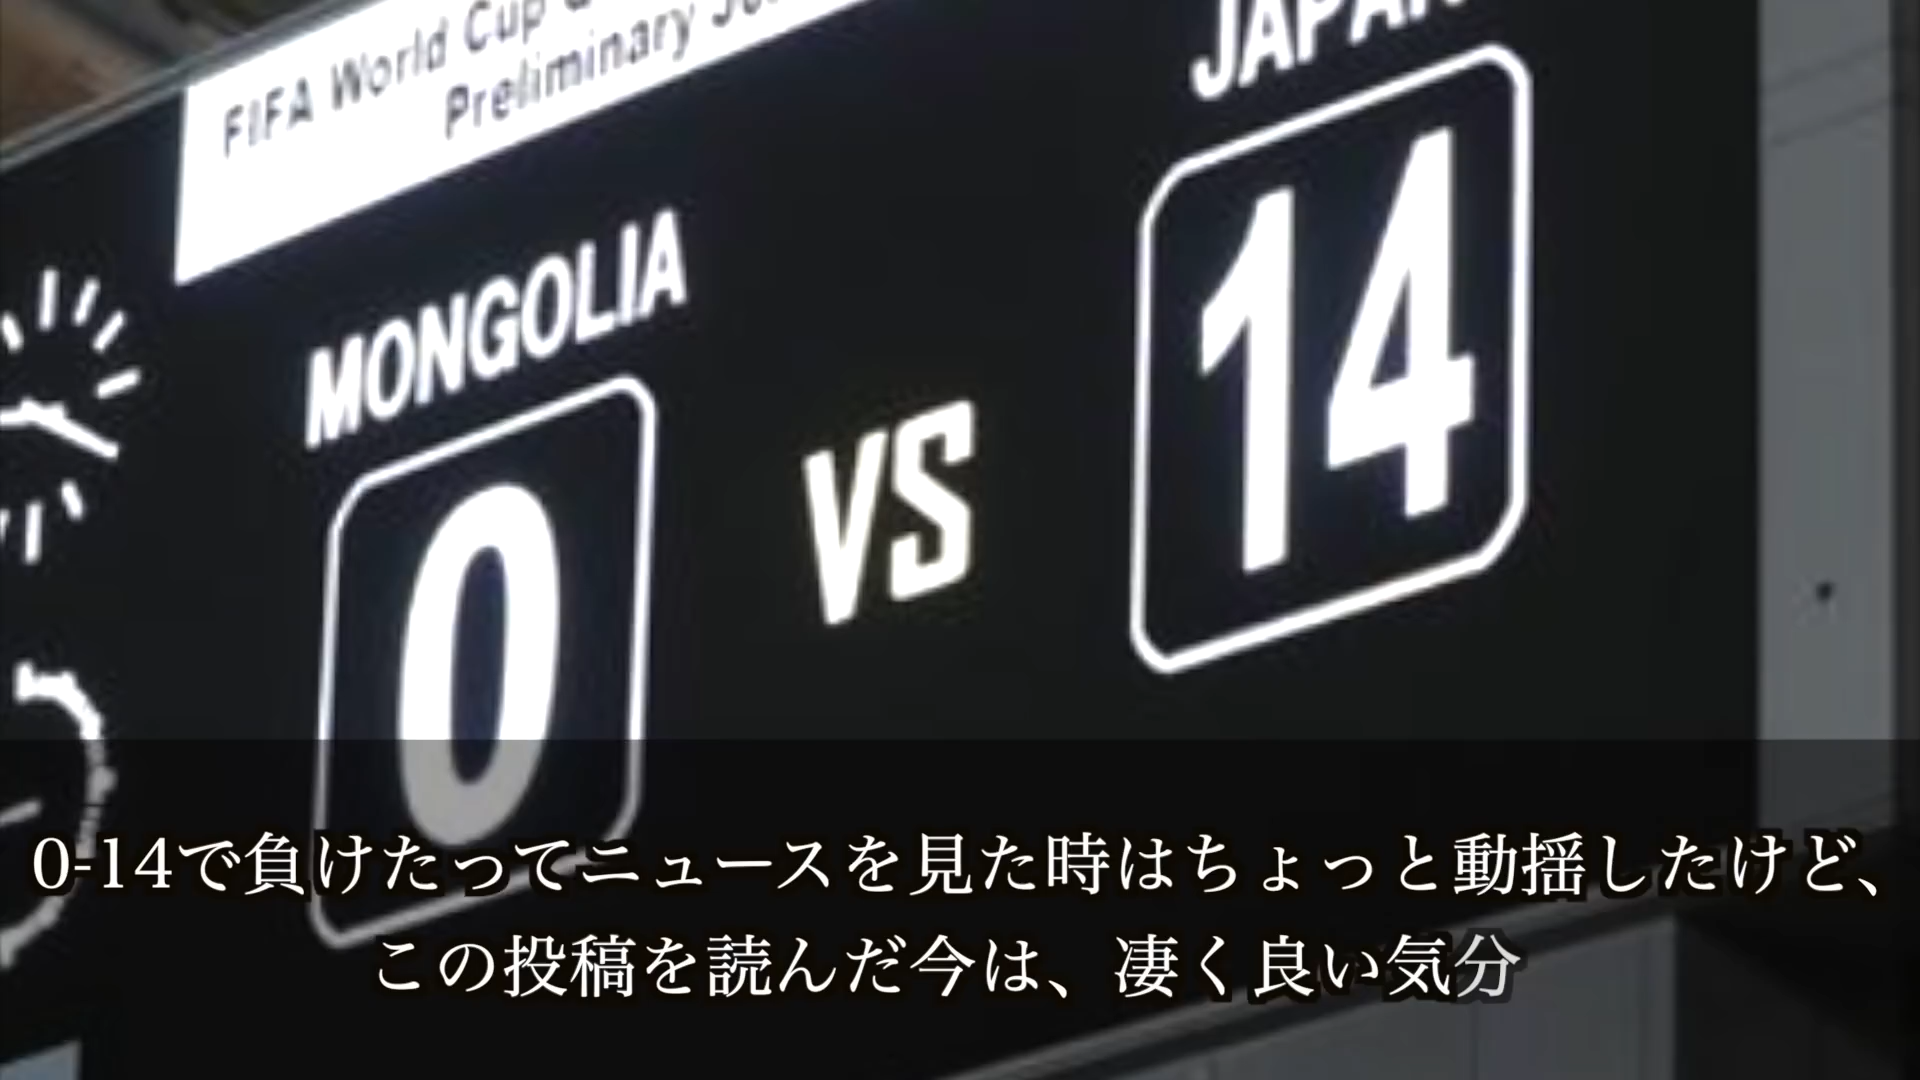 FIFA World Cup
Preliminary
MONGOLIA
JAPAN
0
VS
14
0-14で負けたってニュースを見た時はちょっと動揺したけど、
この投稿を読んだ今は、凄く良い気分